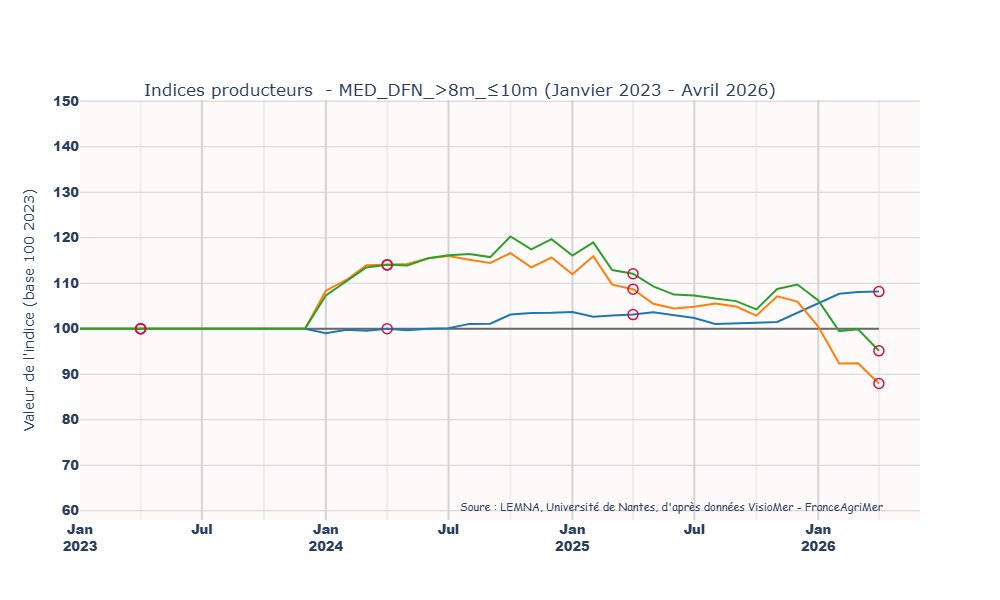 Indices producteurs - MED_DFN_>8m_≤10m (Janvier 2023 - Avril 2026)
Valeur de l'indice (base 100 2023)
150
140
130
120
110
100
90
80
70
60
Soure : LEMNA, Université de Nantes, d'après données VisioMer - FranceAgriMer
Jan Jul Jan Jul Jan Jul Jan
2023 2024 2025 2026